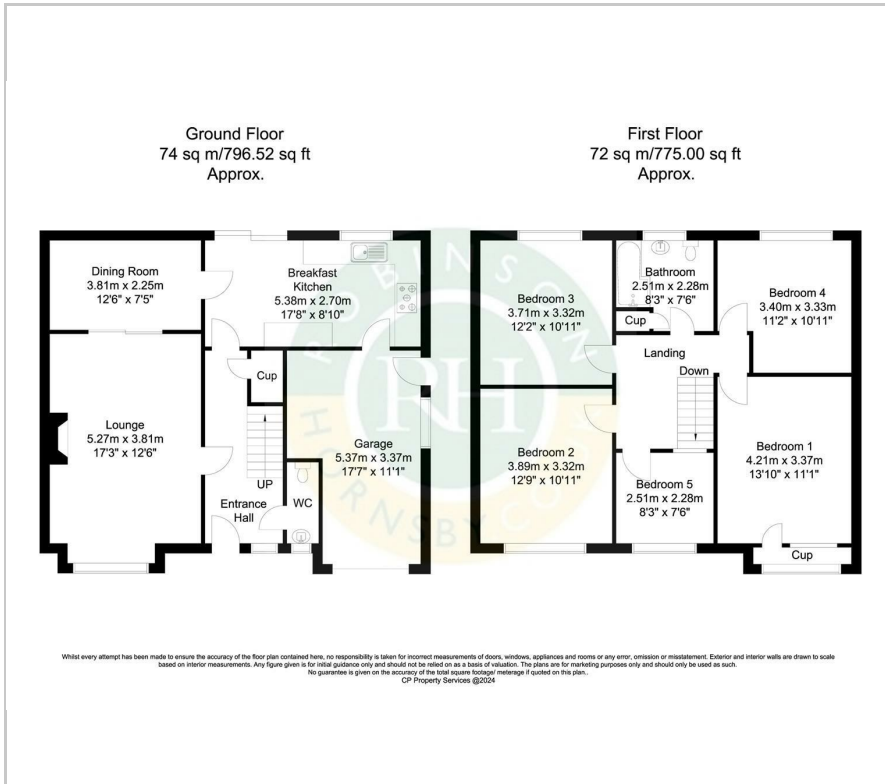 Ground Floor
74 sq m/796.52 sq ft
Approx.
Dining Room
3.81m x 2.25m
12'6" x 7'5"
Breakfast
Kitchen
5.38m x 2.70m
17'8" x 8'10"
Cup
Lounge
5.27m x 3.81m
17'3" x 12'6"
Garage
5.37m x 3.37m
17'7" x 11'1"
UP
WC
Entrance
Hall
First Floor
72 sq m/775.00 sq ft
Approx.
Bedroom 3
3.71m x 3.32m
12'2" x 10'11"
Bathroom
2.51m x 2.28m
8'3" x 7'6"
Cup
Bedroom 4
3.40m x 3.33m
11'2" x 10'11"
Landing
Down
Bedroom 2
3.89m x 3.32m
12'9" x 10'11"
Bedroom 5
2.51m x 2.28m
8'3" x 7'6"
Bedroom 1
4.21m x 3.37m
13'10" x 11'1"
Cup
ROBINSON
RH
HORNSBY COOK
Whilst every attempt has been made to ensure the accuracy of the floor plan contained here, no responsibility is taken for incorrect measurements of doors, windows, appliances and rooms or any error, omission or misstatement. Exterior and interior walls are drawn to scale
based on interior measurements. Any figure given is for initial guidance only and should not be relied on as a basis of valuation. The plans are for marketing purposes only and should only be used as such.
No guarantee is given on the accuracy of the total square footage/ meterage if quoted on this plan..
CP Property Services @2024